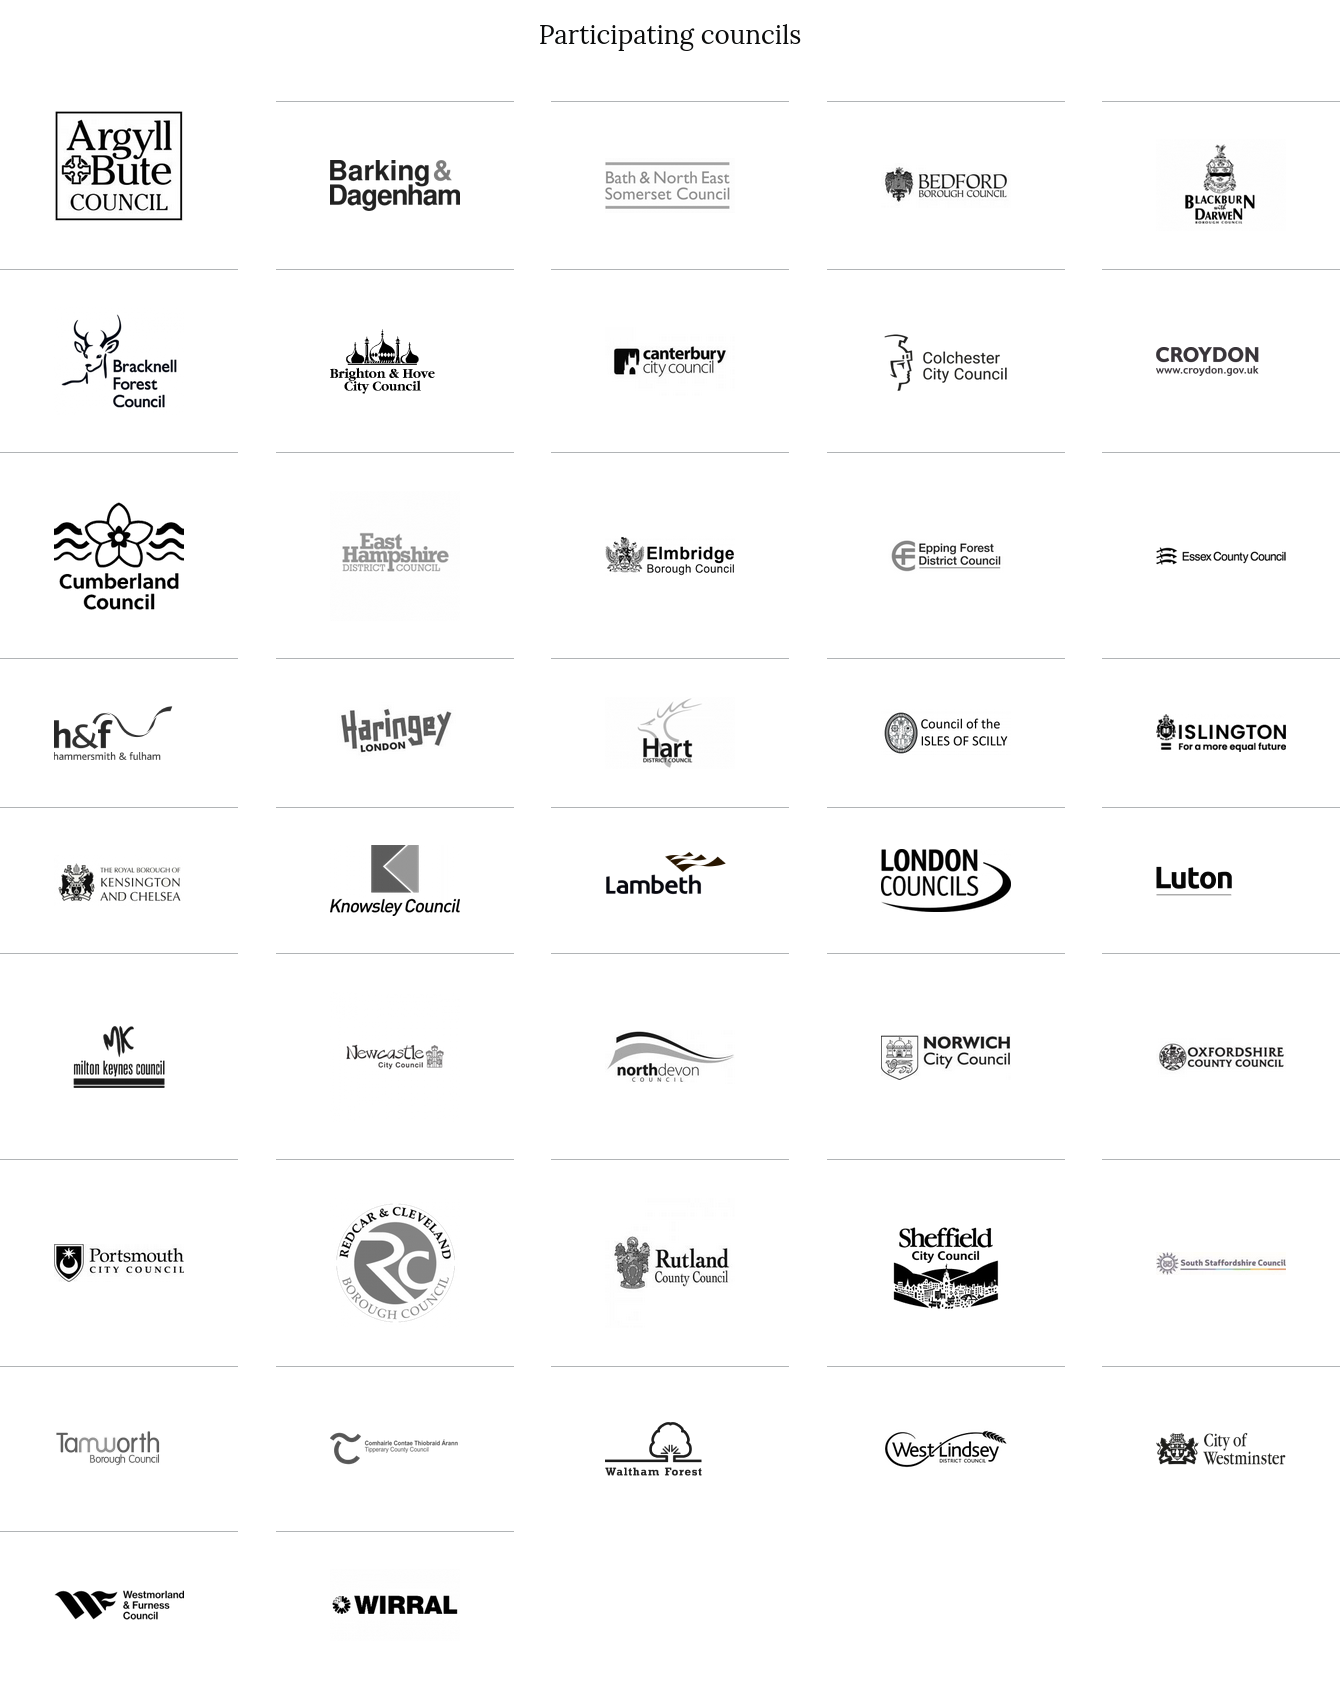 Participating councils
Argyll
&Bute
COUNCIL
Barking &
Dagenham
Bath & North East
Somerset Council
BEDFORD
BOROUGH COUNCIL
BLACKBURN
with
DARWEN
BOROUGH COUNCIL
Bracknell
Forest
Council
Brighton & Hove
City Council
canterbury
city council
Colchester
City Council
CROYDON
www.croydon.gov.uk
Cumberland
Council
East
Hampshire
DISTRICT COUNCIL
Elmbridge
Borough Council
Epping Forest
District Council
Essex County Council
h&f
hammersmith & fulham
Haringey
LONDON
Hart
DISTRICT COUNCIL
Council of the
ISLES OF SCILLY
ISLINGTON
For a more equal future
THE ROYAL BOROUGH OF
KENSINGTON
AND CHELSEA
Knowsley Council
Lambeth
LONDON
COUNCILS
Luton
MK
milton keynes council
Newcastle
City Council
northdevon
COUNCIL
NORWICH
City Council
OXFORDSHIRE
COUNTY COUNCIL
Portsmouth
CITY COUNCIL
REDCAR & CLEVELAND
RC
BOROUGH COUNCIL
Rutland
County Council
Sheffield
City Council
South Staffordshire Council
Tamworth
Borough Council
Comhairle Contae Thiobraid Árann
Tipperary County Council
Waltham Forest
West Lindsey
DISTRICT COUNCIL
City of
Westminster
Westmorland
& Furness
Council
WIRRAL